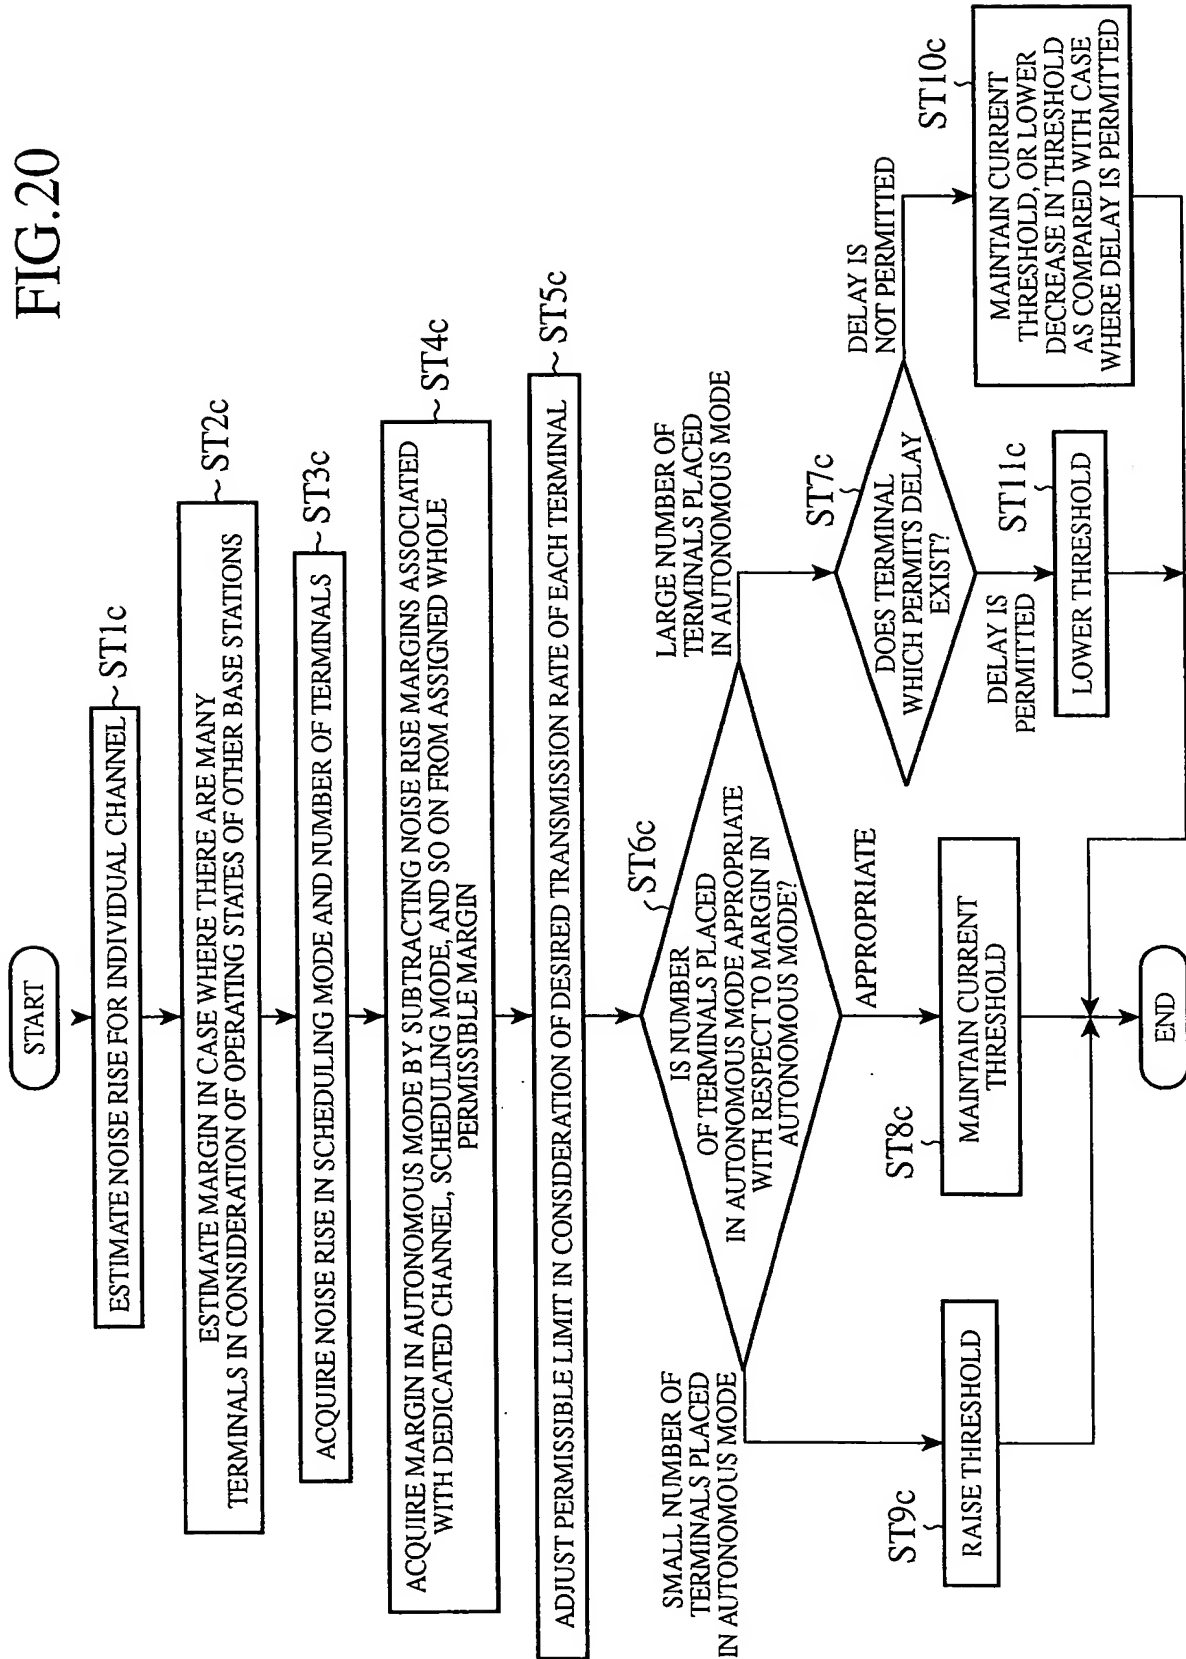 FIG.20
START
ESTIMATE NOISE RISE FOR INDIVIDUAL CHANNEL
ST1c
ESTIMATE MARGIN IN CASE WHERE THERE ARE MANY
TERMINALS IN CONSIDERATION OF OPERATING STATES OF OTHER BASE STATIONS
ST2c
ACQUIRE NOISE RISE IN SCHEDULING MODE AND NUMBER OF TERMINALS
ST3c
ACQUIRE MARGIN IN AUTONOMOUS MODE BY SUBTRACTING NOISE RISE MARGINS ASSOCIATED
WITH DEDICATED CHANNEL, SCHEDULING MODE, AND SO ON FROM ASSIGNED WHOLE
PERMISSIBLE MARGIN
ST4c
ADJUST PERMISSIBLE LIMIT IN CONSIDERATION OF DESIRED TRANSMISSION RATE OF EACH TERMINAL
ST5c
ST6c
IS NUMBER
OF TERMINALS PLACED
IN AUTONOMOUS MODE APPROPRIATE
WITH RESPECT TO MARGIN IN
AUTONOMOUS MODE?
SMALL NUMBER OF
TERMINALS PLACED
IN AUTONOMOUS MODE
APPROPRIATE
LARGE NUMBER OF
TERMINALS PLACED
IN AUTONOMOUS MODE
ST7c
DOES TERMINAL
WHICH PERMITS DELAY
EXIST?
DELAY IS
NOT PERMITTED
DELAY IS
PERMITTED
ST9c
RAISE THRESHOLD
ST8c
MAINTAIN CURRENT
THRESHOLD
ST11c
LOWER THRESHOLD
ST10c
MAINTAIN CURRENT
THRESHOLD, OR LOWER
DECREASE IN THRESHOLD
AS COMPARED WITH CASE
WHERE DELAY IS PERMITTED
END